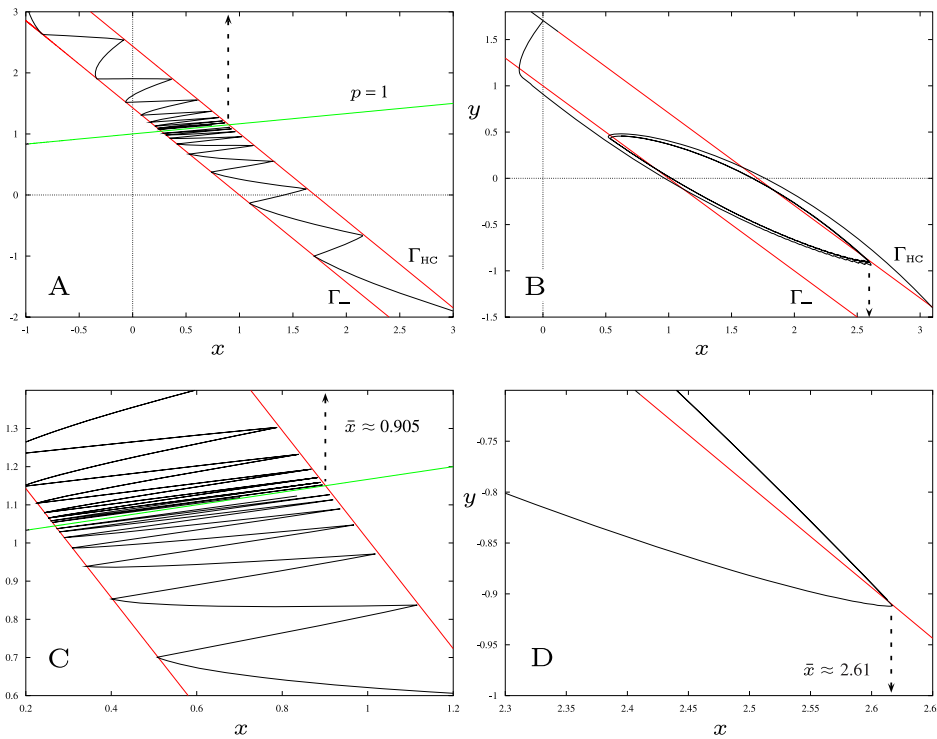 3
2
1
0
-1
-2
-1 -0.5 0 0.5 1 1.5 2 2.5 3
p = 1
Γ_HC
Γ_−
A
x
1.5
1
0.5
0
-0.5
-1
-1.5
0 0.5 1 1.5 2 2.5 3
y
Γ_HC
Γ_−
B
x
1.3
1.2
1.1
1
0.9
0.8
0.7
0.6
0.2 0.4 0.6 0.8 1 1.2
x̄ ≈ 0.905
C
x
-0.75
-0.8
-0.85
-0.9
-0.95
-1
2.3 2.35 2.4 2.45 2.5 2.55 2.6 2.65
y
x̄ ≈ 2.61
D
x